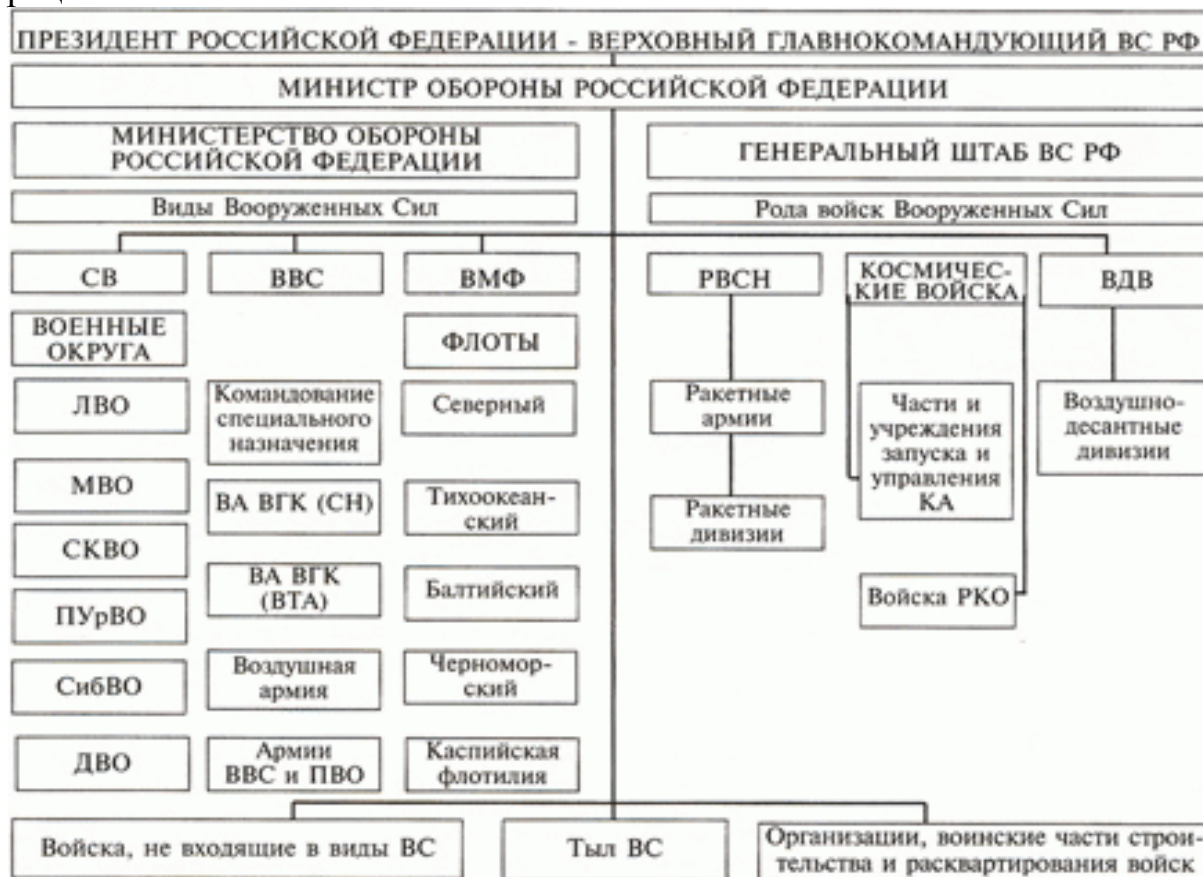 ПРЕЗИДЕНТ РОССИЙСКОЙ ФЕДЕРАЦИИ - ВЕРХОВНЫЙ ГЛАВНОКОМАНДУЮЩИЙ ВС РФ
МИНИСТР ОБОРОНЫ РОССИЙСКОЙ ФЕДЕРАЦИИ
МИНИСТЕРСТВО ОБОРОНЫ
РОССИЙСКОЙ ФЕДЕРАЦИИ
ГЕНЕРАЛЬНЫЙ ШТАБ ВС РФ
Виды Вооруженных Сил
Рода войск Вооруженных Сил
СВ
ВВС
ВМФ
РВСН
КОСМИЧЕС-
КИЕ ВОЙСКА
ВДВ
ВОЕННЫЕ
ОКРУГА
ФЛОТЫ
ЛВО
Командование
специального
назначения
Северный
Ракетные
армии
Части и
учреждения
запуска и
управления
КА
Воздушно-
десантные
дивизии
МВО
ВА ВГК (СН)
Тихоокеан-
ский
Ракетные
дивизии
СКВО
ВА ВГК
(ВТА)
Балтийский
Войска РКО
ПУрВО
СибВО
Воздушная
армия
Черномор-
ский
ДВО
Армии
ВВС и ПВО
Каспийская
флотилия
Войска, не входящие в виды ВС
Тыл ВС
Организации, воинские части строи-
тельства и расквартирования войск